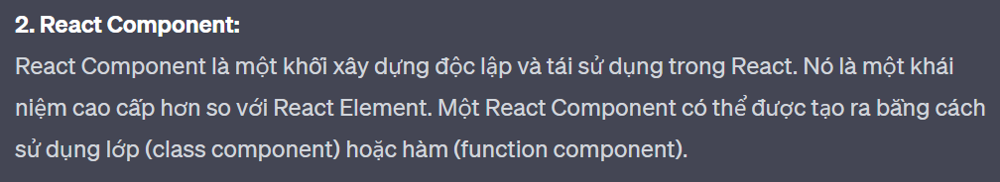 2. React Component:
React Component là một khối xây dựng độc lập và tái sử dụng trong React. Nó là một khái
niệm cao cấp hơn so với React Element. Một React Component có thể được tạo ra bằng cách
sử dụng lớp (class component) hoặc hàm (function component).